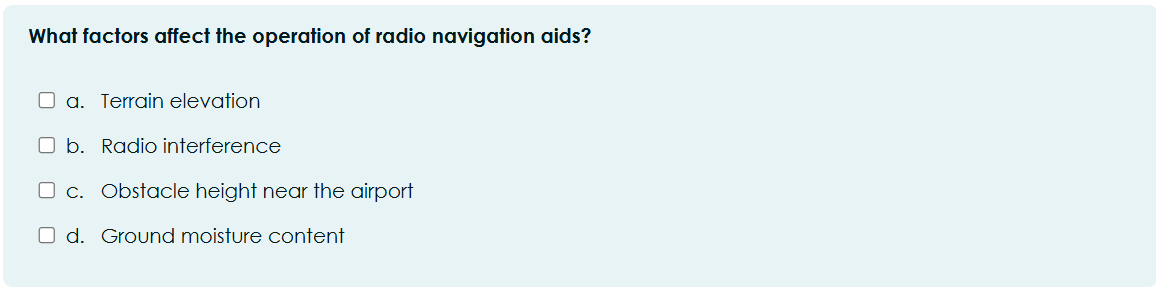 What factors affect the operation of radio navigation aids?
a. Terrain elevation
b. Radio interference
c. Obstacle height near the airport
d. Ground moisture content